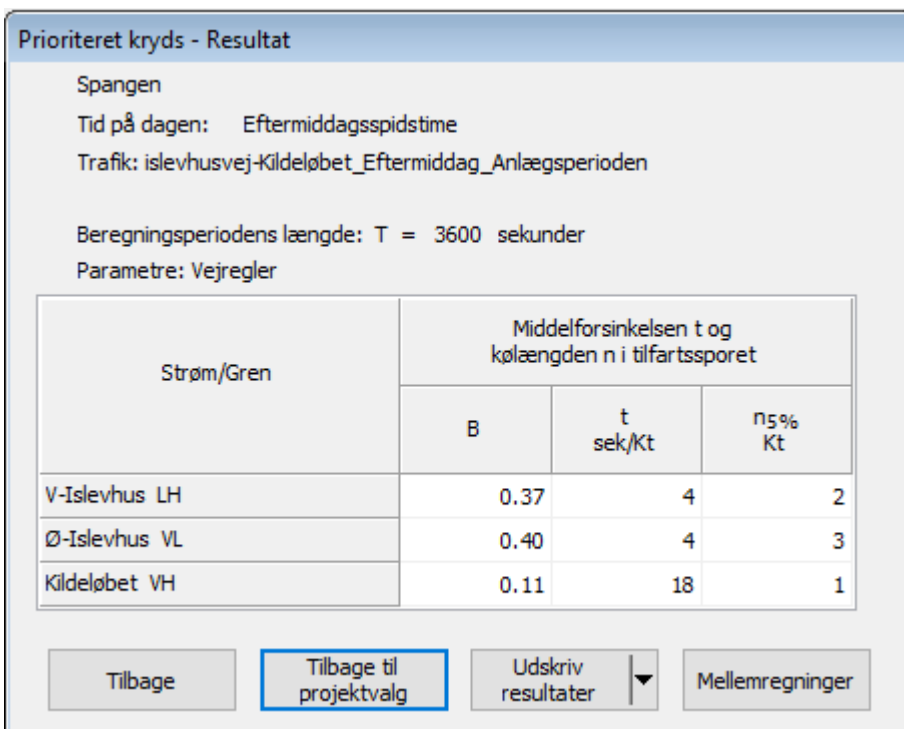 Prioriteret kryds - Resultat
Spangen
Tid på dagen: Eftermiddagsspidstime
Trafik: islevhusvej-Kildeløbet_Eftermiddag_Anlægsperioden
Beregningsperiodens længde: T = 3600 sekunder
Parametre: Vejregler
Strøm/Gren
Middelforsinkelsen t og
kølængden n i tilfartssporet
B
t
sek/Kt
n5%
Kt
V-Islevhus LH 0.37 4 2
Ø-Islevhus VL 0.40 4 3
Kildeløbet VH 0.11 18 1
Tilbage
Tilbage til
projektvalg
Udskriv
resultater
Mellemregninger